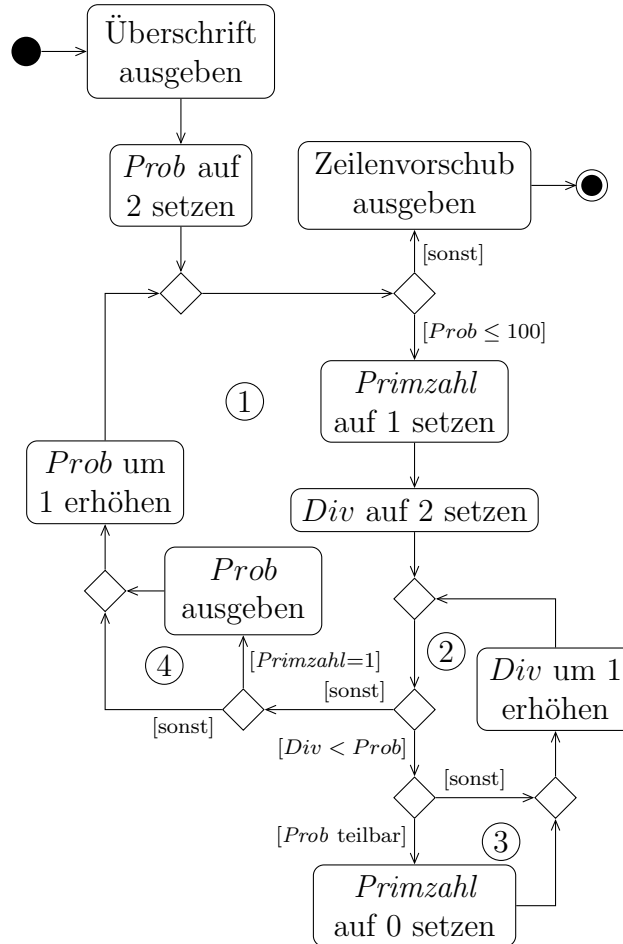 Überschrift
ausgeben
Prob auf
2 setzen
Zeilenvorschub
ausgeben
[sonst]
[Prob ≤ 100]
Primzahl
auf 1 setzen
①
Prob um
1 erhöhen
Div auf 2 setzen
Prob
ausgeben
④
[Primzahl=1]
②
Div um 1
erhöhen
[sonst]
[sonst]
[Div < Prob]
[sonst]
[Prob teilbar]
③
Primzahl
auf 0 setzen